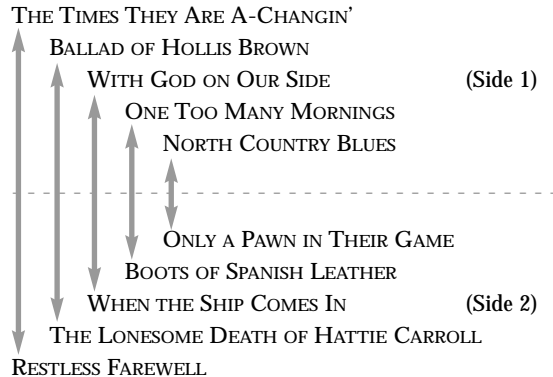 The Times They Are A-Changin'
Ballad of Hollis Brown
With God on Our Side (Side 1)
One Too Many Mornings
North Country Blues
Only a Pawn in Their Game
Boots of Spanish Leather
When the Ship Comes In (Side 2)
The Lonesome Death of Hattie Carroll
Restless Farewell